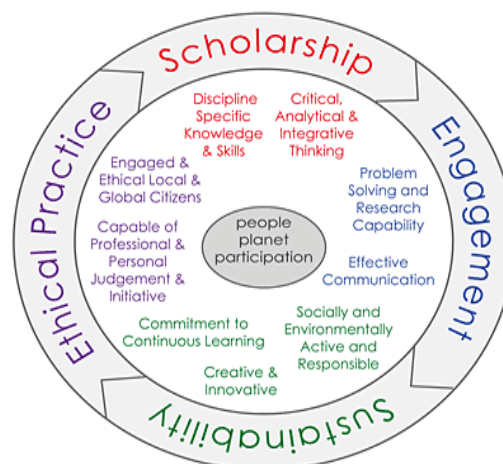 Scholarship
Discipline
Specific
Knowledge
& Skills
Critical,
Analytical &
Integrative
Thinking
Engagement
Problem
Solving and
Research
Capability
Effective
Communication
Sustainability
Socially and
Environmentally
Active and
Responsible
Creative &
Innovative
Commitment to
Continuous Learning
Ethical Practice
Capable of
Professional &
Personal
Judgement &
Initiative
Engaged &
Ethical Local &
Global Citizens
people
planet
participation